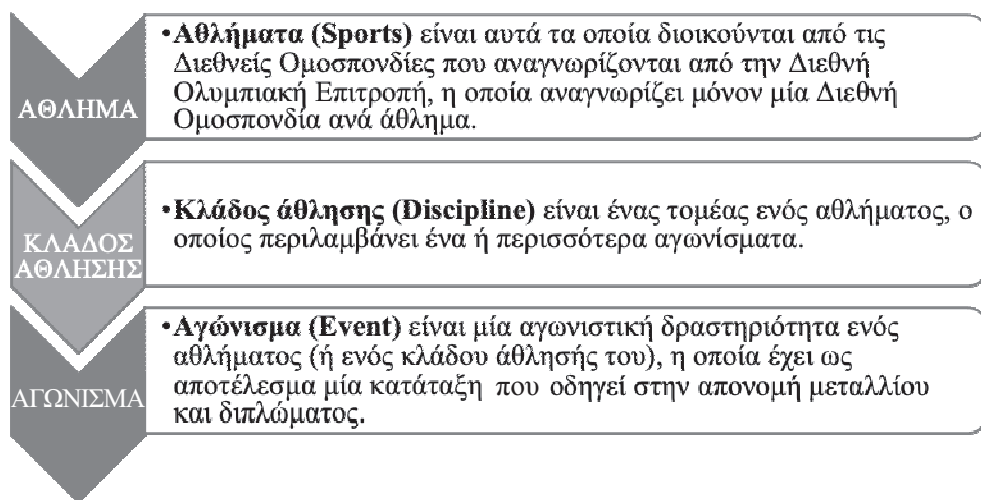 ΑΘΛΗΜΑ
•Αθλήματα (Sports) είναι αυτά τα οποία διοικούνται από τις
Διεθνείς Ομοσπονδίες που αναγνωρίζονται από την Διεθνή
Ολυμπιακή Επιτροπή, η οποία αναγνωρίζει μόνον μία Διεθνή
Ομοσπονδία ανά άθλημα.
ΚΛΑΔΟΣ
ΑΘΛΗΣΗΣ
•Κλάδος άθλησης (Discipline) είναι ένας τομέας ενός αθλήματος, ο
οποίος περιλαμβάνει ένα ή περισσότερα αγωνίσματα.
ΑΓΩΝΙΣΜΑ
•Αγώνισμα (Event) είναι μία αγωνιστική δραστηριότητα ενός
αθλήματος (ή ενός κλάδου άθλησής του), η οποία έχει ως
αποτέλεσμα μία κατάταξη που οδηγεί στην απονομή μεταλλίου
και διπλώματος.